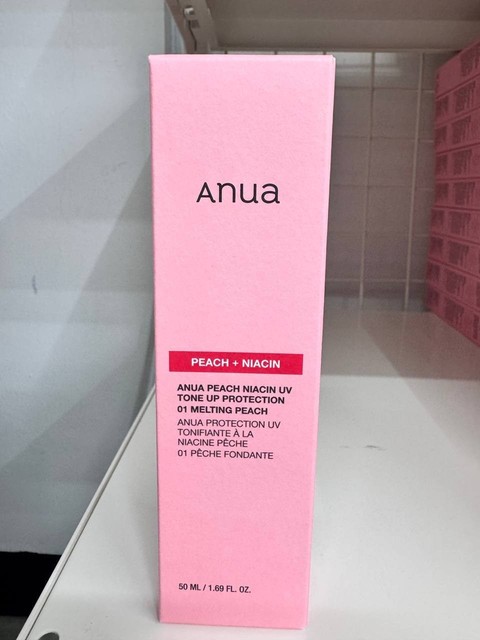 Anua
PEACH + NIACIN
ANUA PEACH NIACIN UV
TONE UP PROTECTION
01 MELTING PEACH
ANUA PROTECTION UV
TONIFIANTE À LA
NIACINE PÊCHE
01 PÊCHE FONDANTE
50 ML / 1.69 FL. OZ.